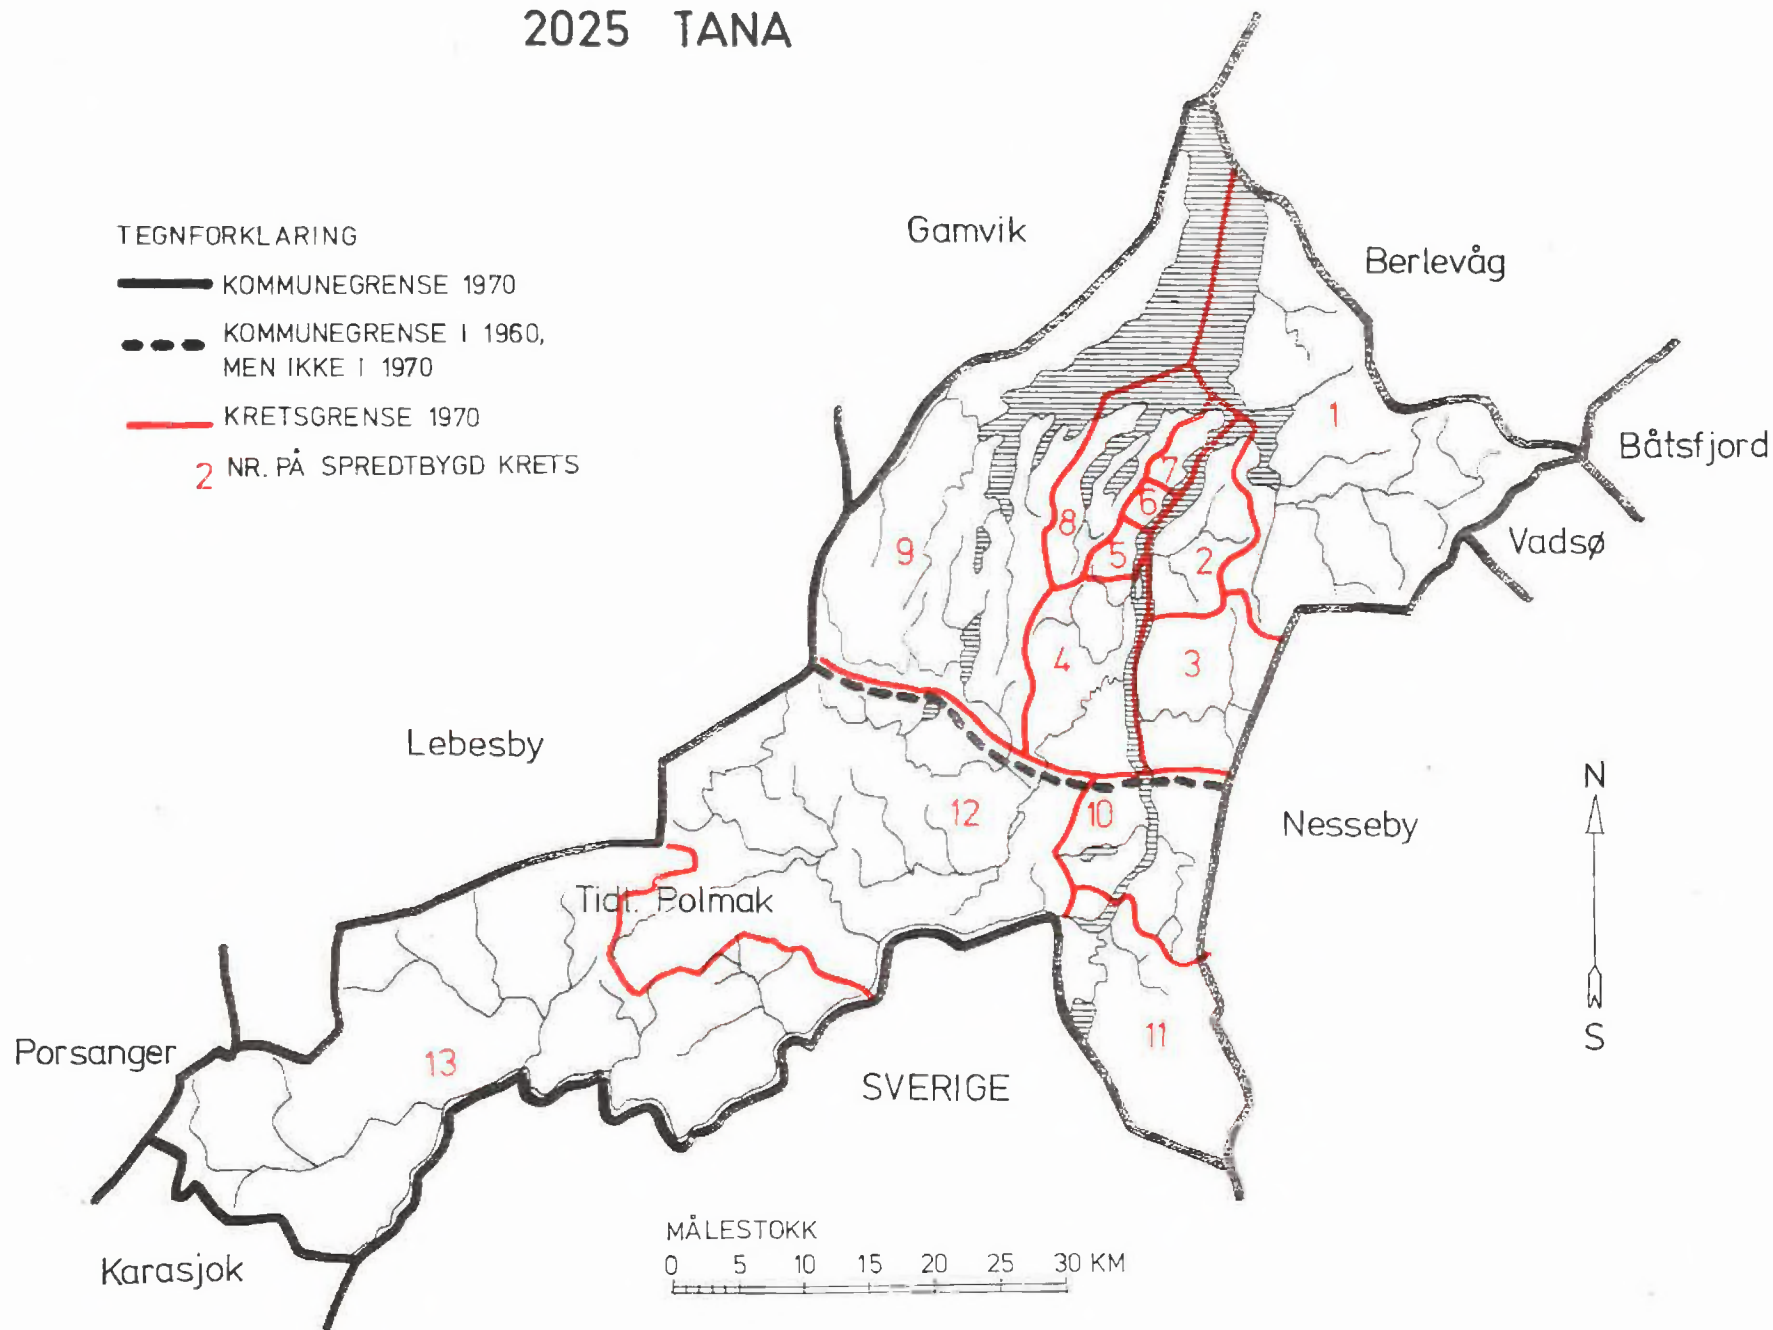 2025 TANA
TEGNFORKLARING
KOMMUNEGRENSE 1970
KOMMUNEGRENSE I 1960,
MEN IKKE I 1970
KRETSGRENSE 1970
2 NR. PÅ SPREDTBYGD KRETS
Gamvik
Berlevåg
1
Båtsfjord
7
6
8
9
5
2
Vadsø
4
3
Lebesby
12
10
Nesseby
N
S
Tidl. Polmak
Porsanger
13
11
SVERIGE
Karasjok
MÅLESTOKK
0 5 10 15 20 25 30 KM